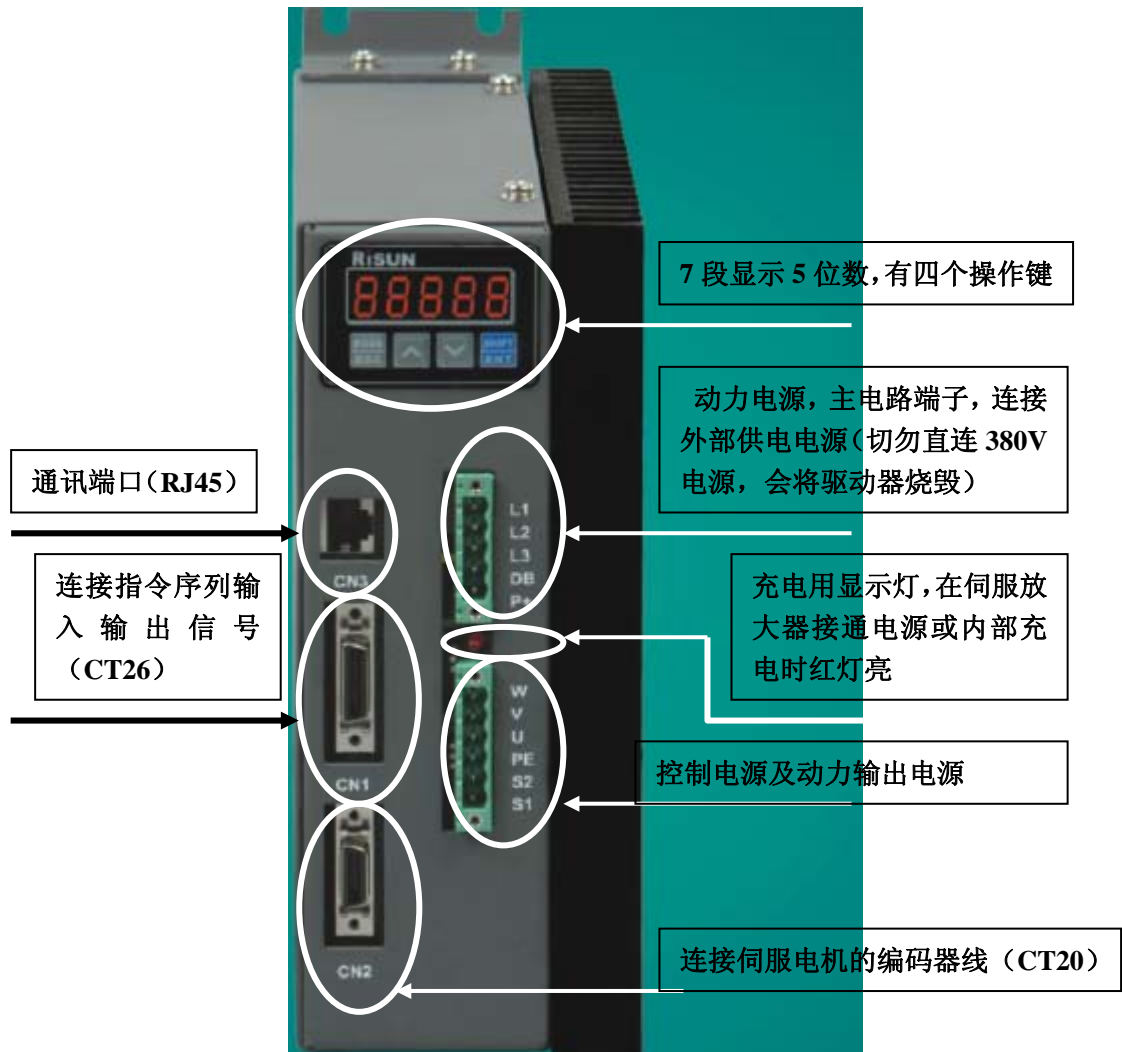 RiSUN
88888
7 段显示 5 位数，有四个操作键
动力电源，主电路端子，连接
外部供电电源（切勿直连 380V
电源，会将驱动器烧毁）
通讯端口（RJ45）
连接指令序列输
入输出信号
（CT26）
L1
L2
L3
DB
P+
CN3
充电用显示灯，在伺服放
大器接通电源或内部充
电时红灯亮
W
V
U
PE
S2
S1
控制电源及动力输出电源
CN1
连接伺服电机的编码器线（CT20）
CN2